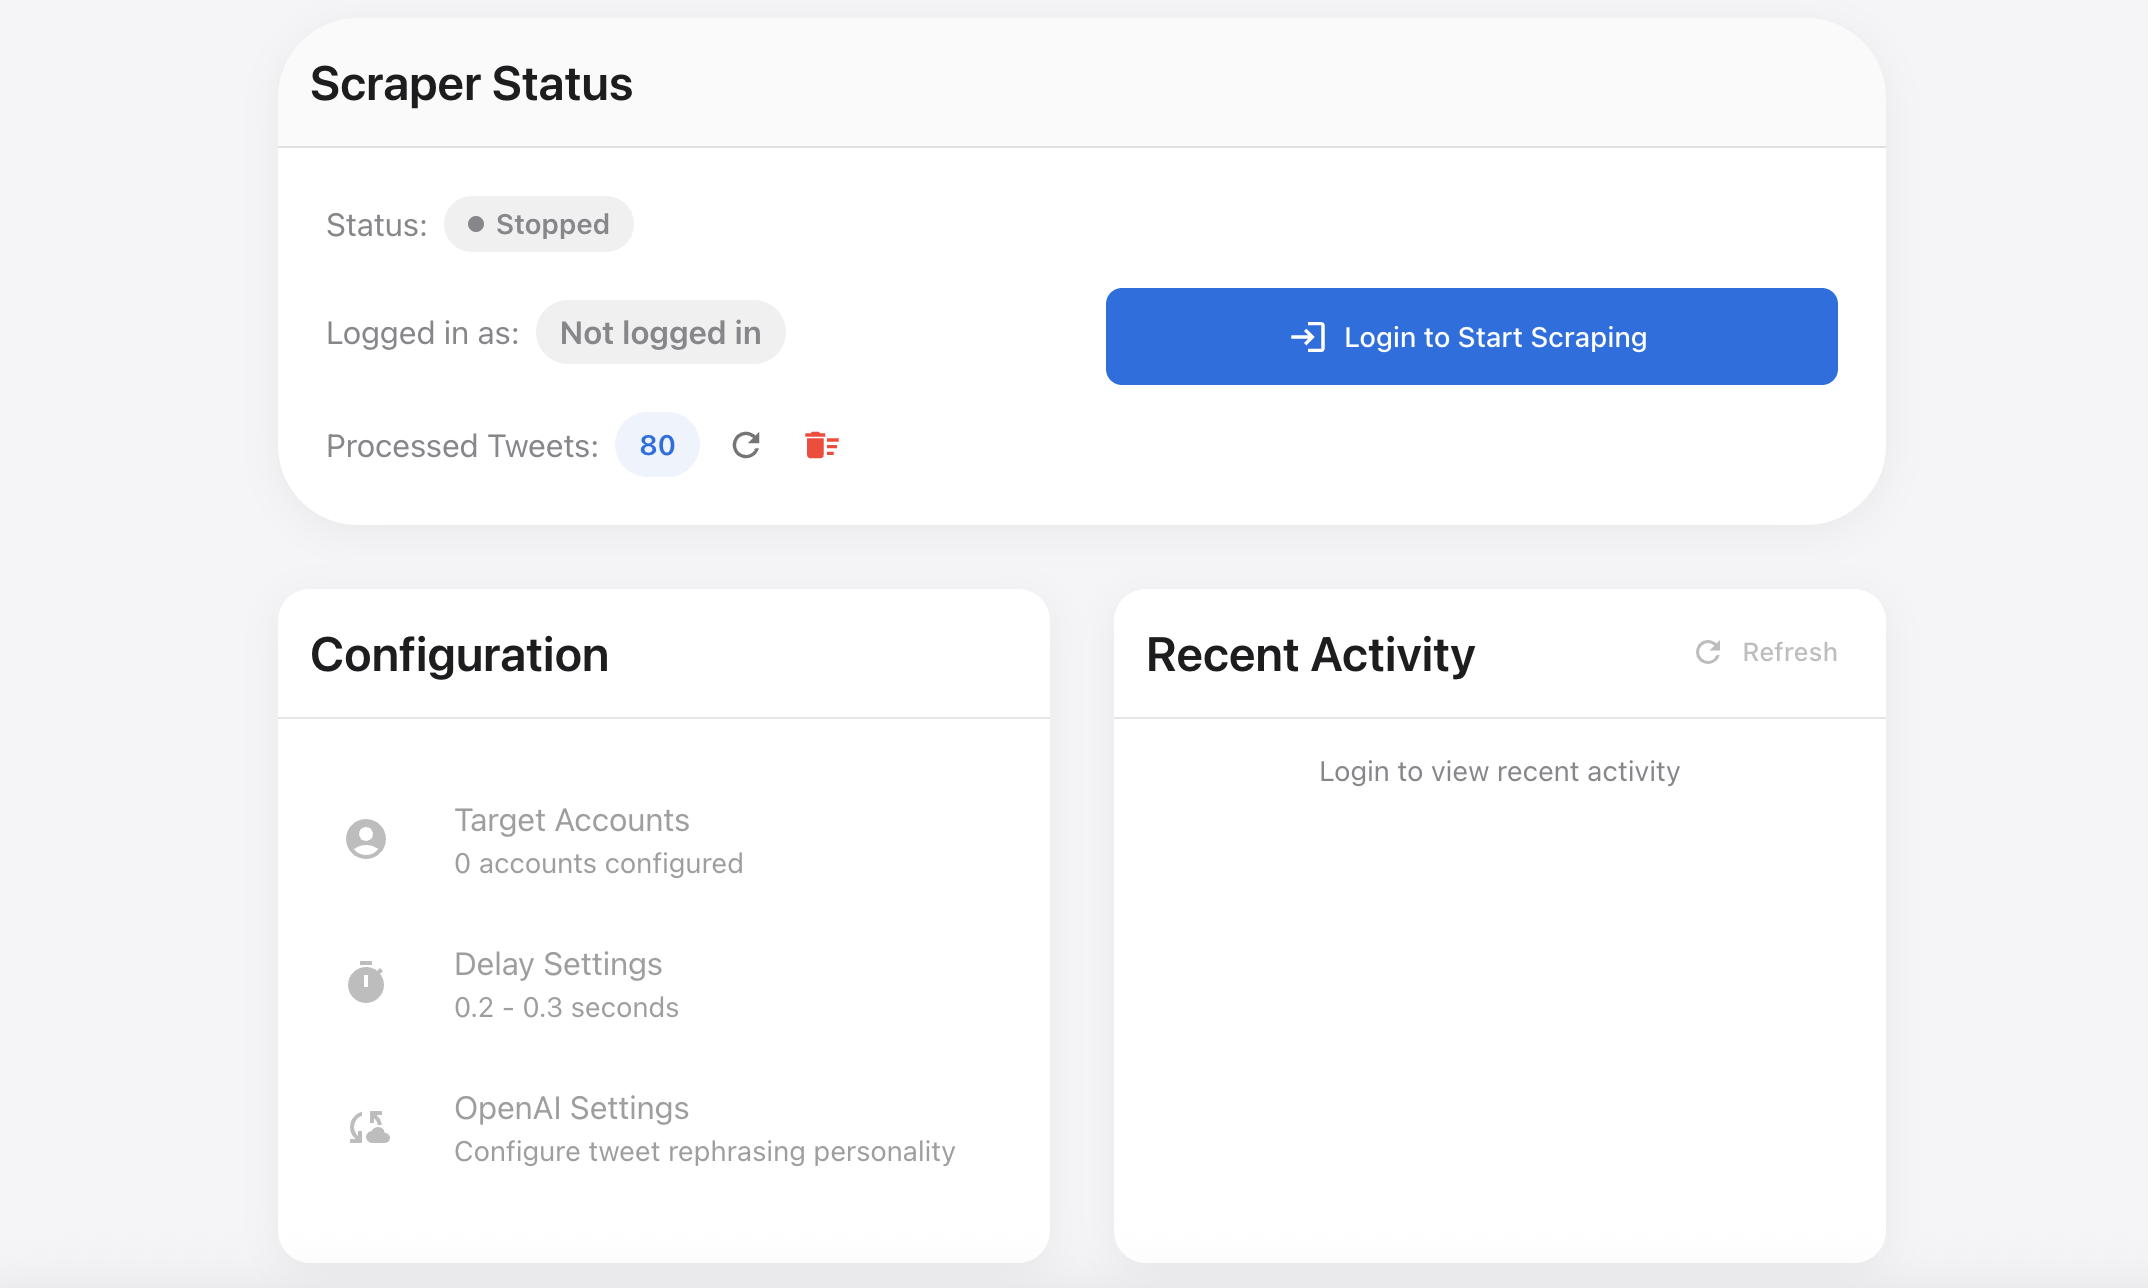 Scraper Status
Status: Stopped
Logged in as: Not logged in
Login to Start Scraping
Processed Tweets: 80
Configuration
Target Accounts
0 accounts configured
Delay Settings
0.2 - 0.3 seconds
OpenAI Settings
Configure tweet rephrasing personality
Recent Activity
Refresh
Login to view recent activity